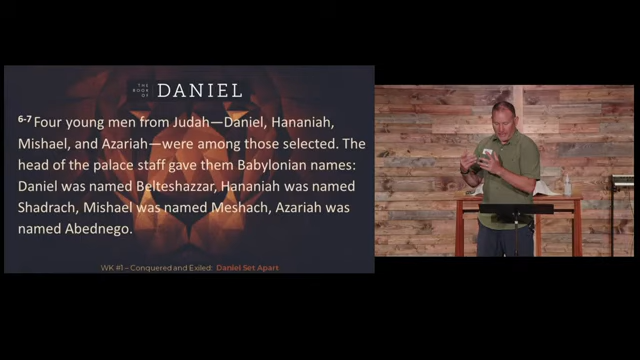 THE BOOK OF DANIEL
6-7 Four young men from Judah—Daniel, Hananiah,
Mishael, and Azariah—were among those selected. The
head of the palace staff gave them Babylonian names:
Daniel was named Belteshazzar, Hananiah was named
Shadrach, Mishael was named Meshach, Azariah was
named Abednego.
WK #1 – Conquered and Exiled: Daniel Set Apart